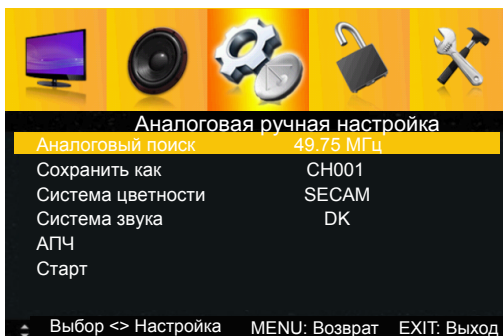 Аналоговая ручная настройка
Аналоговый поиск 49.75 МГц
Сохранить как CH001
Система цветности SECAM
Система звука DK
АПЧ
Старт
Выбор <> Настройка MENU: Возврат EXIT: Выход